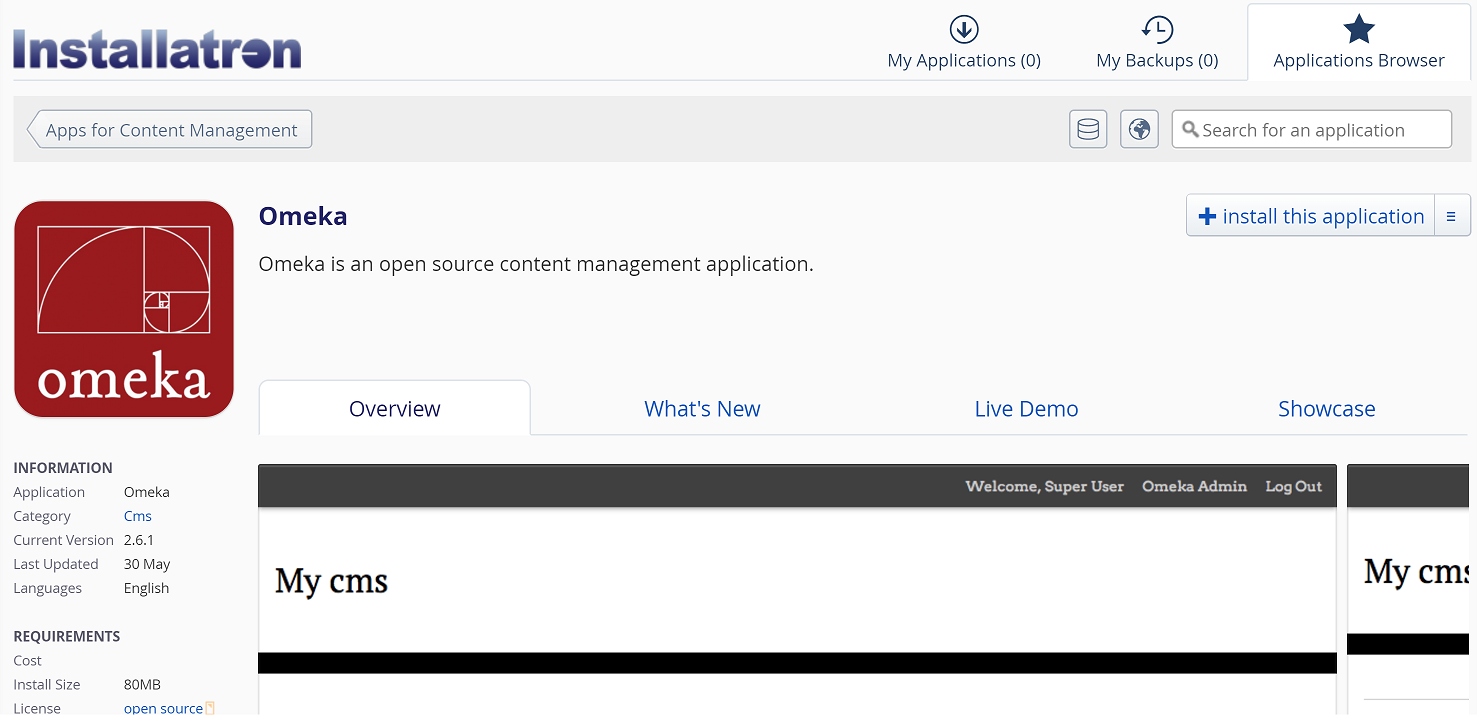 Installatron
My Applications (0)
My Backups (0)
Applications Browser
Apps for Content Management
Search for an application
omeka
Omeka
install this application
Omeka is an open source content management application.
Overview
What's New
Live Demo
Showcase
INFORMATION
Application Omeka
Category Cms
Current Version 2.6.1
Last Updated 30 May
Languages English
REQUIREMENTS
Cost
Install Size 80MB
License open source
Welcome, Super User Omeka Admin Log Out
My cms
My cms